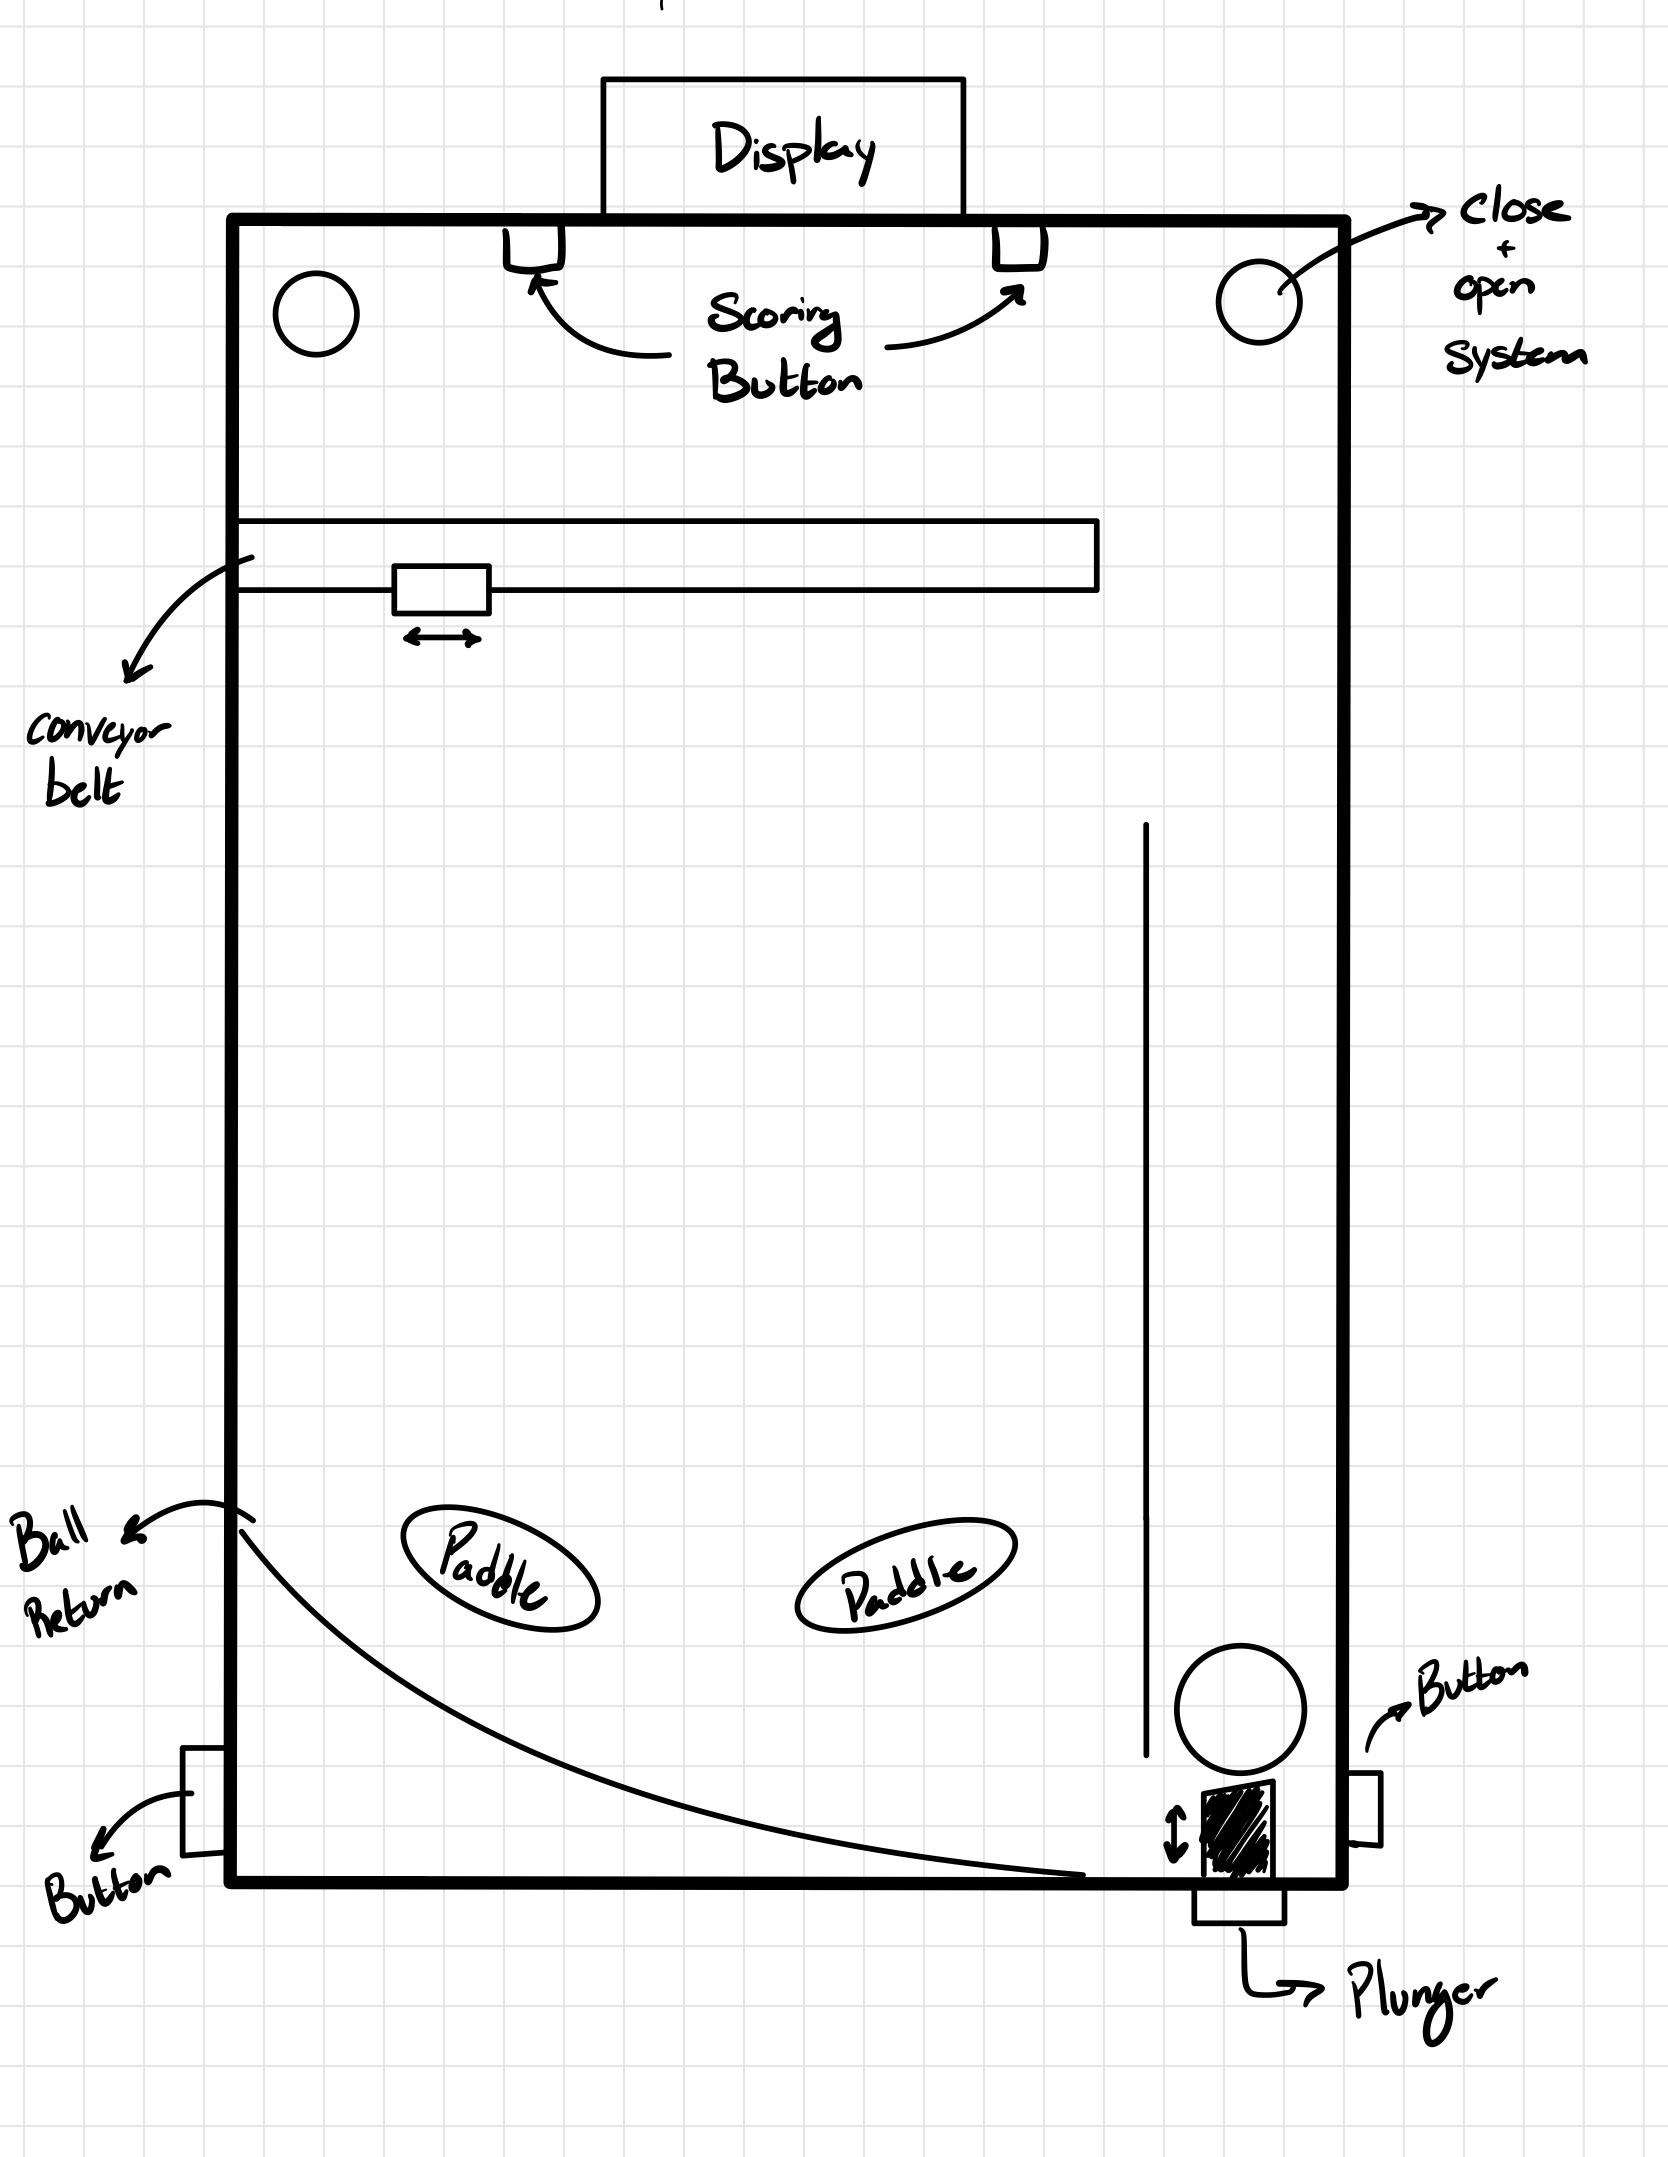 Display
Close
+
open
System
Scoring
Button
Conveyor
belt
Ball
Return
Paddle
Paddle
Button
Button
Plunger